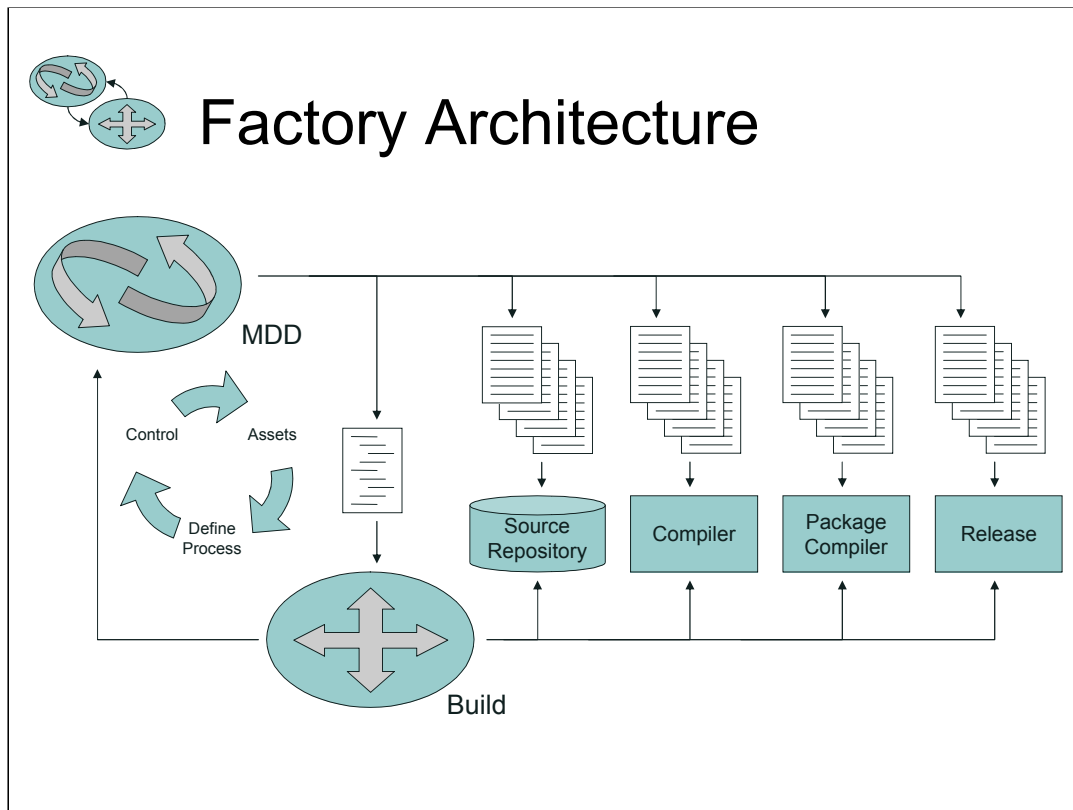 Factory Architecture
MDD
Control
Assets
Define
Process
Source
Repository
Compiler
Package
Compiler
Release
Build